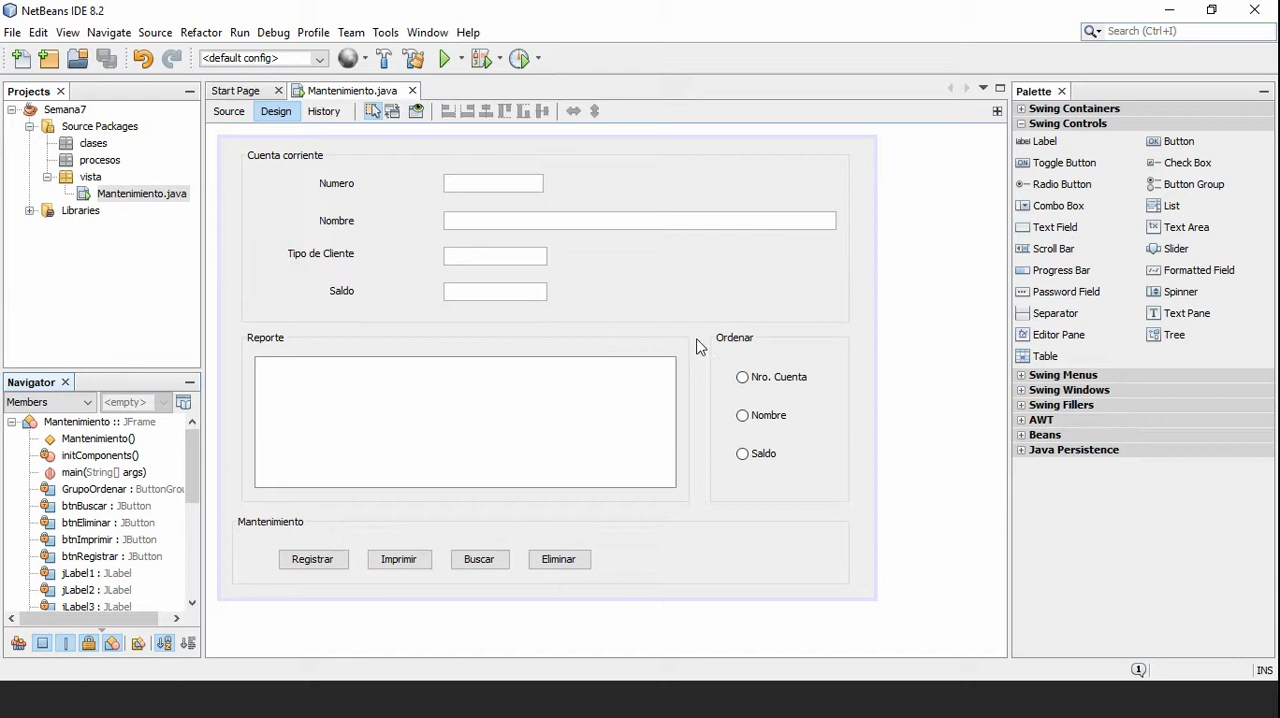 NetBeans IDE 8.2
File Edit View Navigate Source Refactor Run Debug Profile Team Tools Window Help
Search (Ctrl+I)
<default config>
Projects
Start Page
Mantenimiento.java
Palette
Semana7
Source Packages
clases
procesos
vista
Mantenimiento.java
Libraries
Source Design History
Cuenta corriente
Numero
Nombre
Tipo de Cliente
Saldo
Reporte
Ordenar
Nro. Cuenta
Nombre
Saldo
Mantenimiento
Registrar Imprimir Buscar Eliminar
Swing Containers
Swing Controls
Label Button
Toggle Button Check Box
Radio Button Button Group
Combo Box List
Text Field Text Area
Scroll Bar Slider
Progress Bar Formatted Field
Password Field Spinner
Separator Text Pane
Editor Pane Tree
Table
Swing Menus
Swing Windows
Swing Fillers
AWT
Beans
Java Persistence
Navigator
Members <empty>
Mantenimiento :: JFrame
Mantenimiento()
initComponents()
main(String[] args)
GrupoOrdenar : ButtonGrou
btnBuscar : JButton
btnEliminar : JButton
btnImprimir : JButton
btnRegistrar : JButton
jLabel1 : JLabel
jLabel2 : JLabel
jLabel3 : JLabel
1
INS